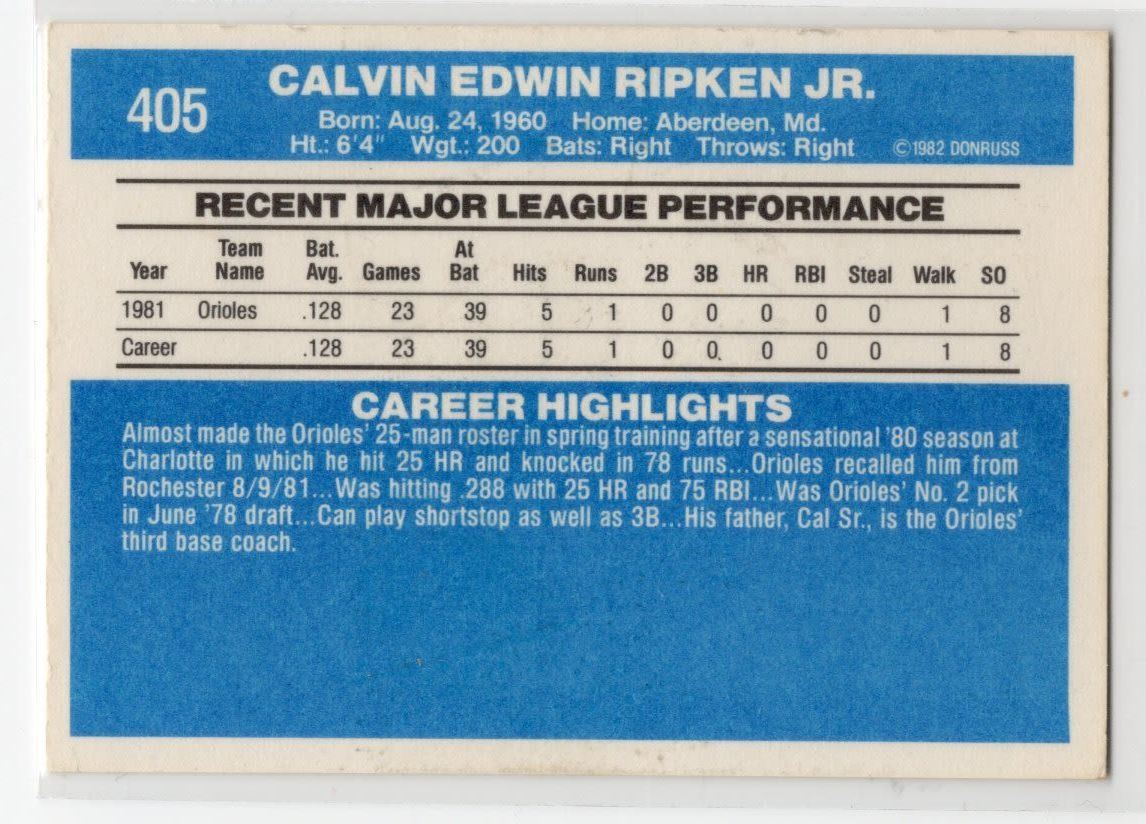 405
CALVIN EDWIN RIPKEN JR.
Born: Aug. 24, 1960 Home: Aberdeen, Md.
Ht.: 6'4" Wgt.: 200 Bats: Right Throws: Right ©1982 DONRUSS
RECENT MAJOR LEAGUE PERFORMANCE
Year Team Name Bat. Avg. Games At Bat Hits Runs 2B 3B HR RBI Steal Walk SO
1981 Orioles .128 23 39 5 1 0 0 0 0 0 1 8
Career .128 23 39 5 1 0 0 0 0 0 1 8
CAREER HIGHLIGHTS
Almost made the Orioles' 25-man roster in spring training after a sensational '80 season at
Charlotte in which he hit 25 HR and knocked in 78 runs...Orioles recalled him from
Rochester 8/9/81...Was hitting .288 with 25 HR and 75 RBI...Was Orioles' No. 2 pick
in June '78 draft...Can play shortstop as well as 3B...His father, Cal Sr., is the Orioles'
third base coach.